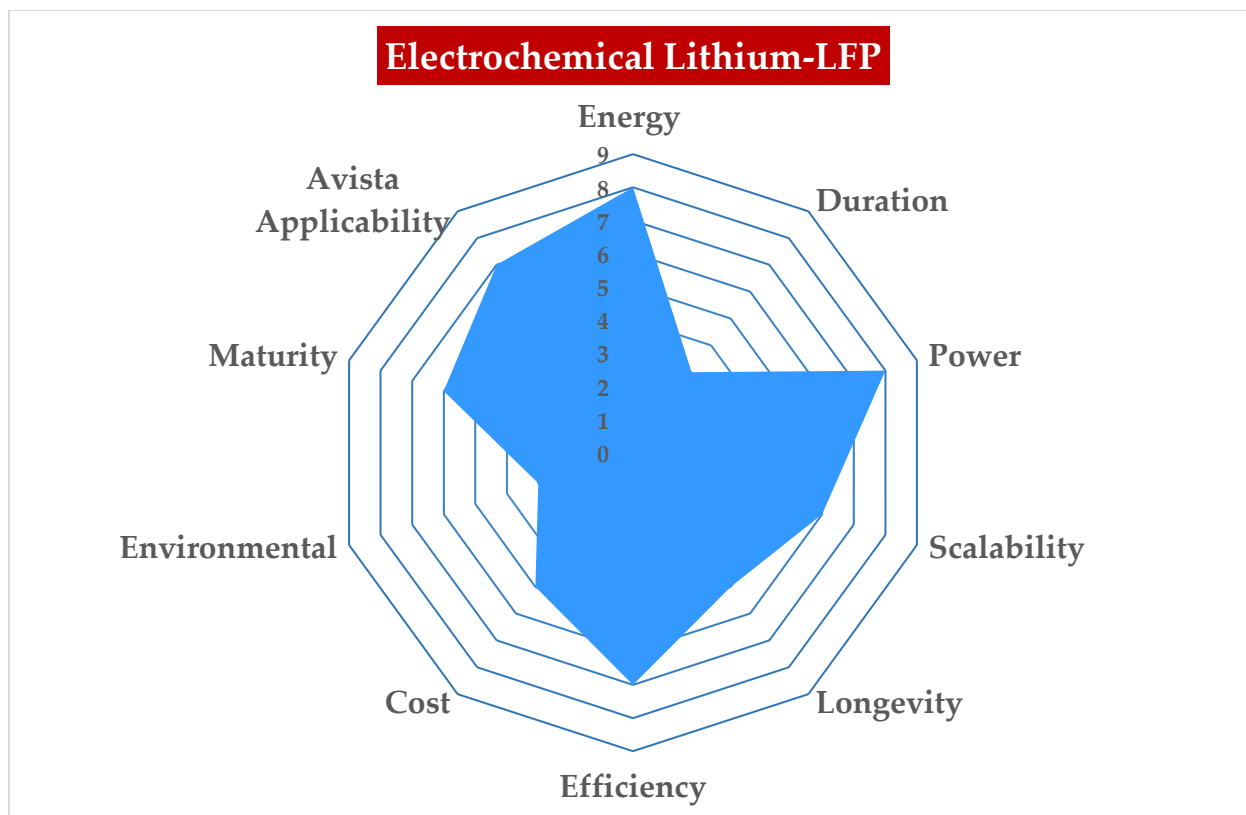 Electrochemical Lithium-LFP
Energy
9
8
7
6
5
4
3
2
1
0
Duration
Power
Scalability
Longevity
Efficiency
Cost
Environmental
Maturity
Avista
Applicability